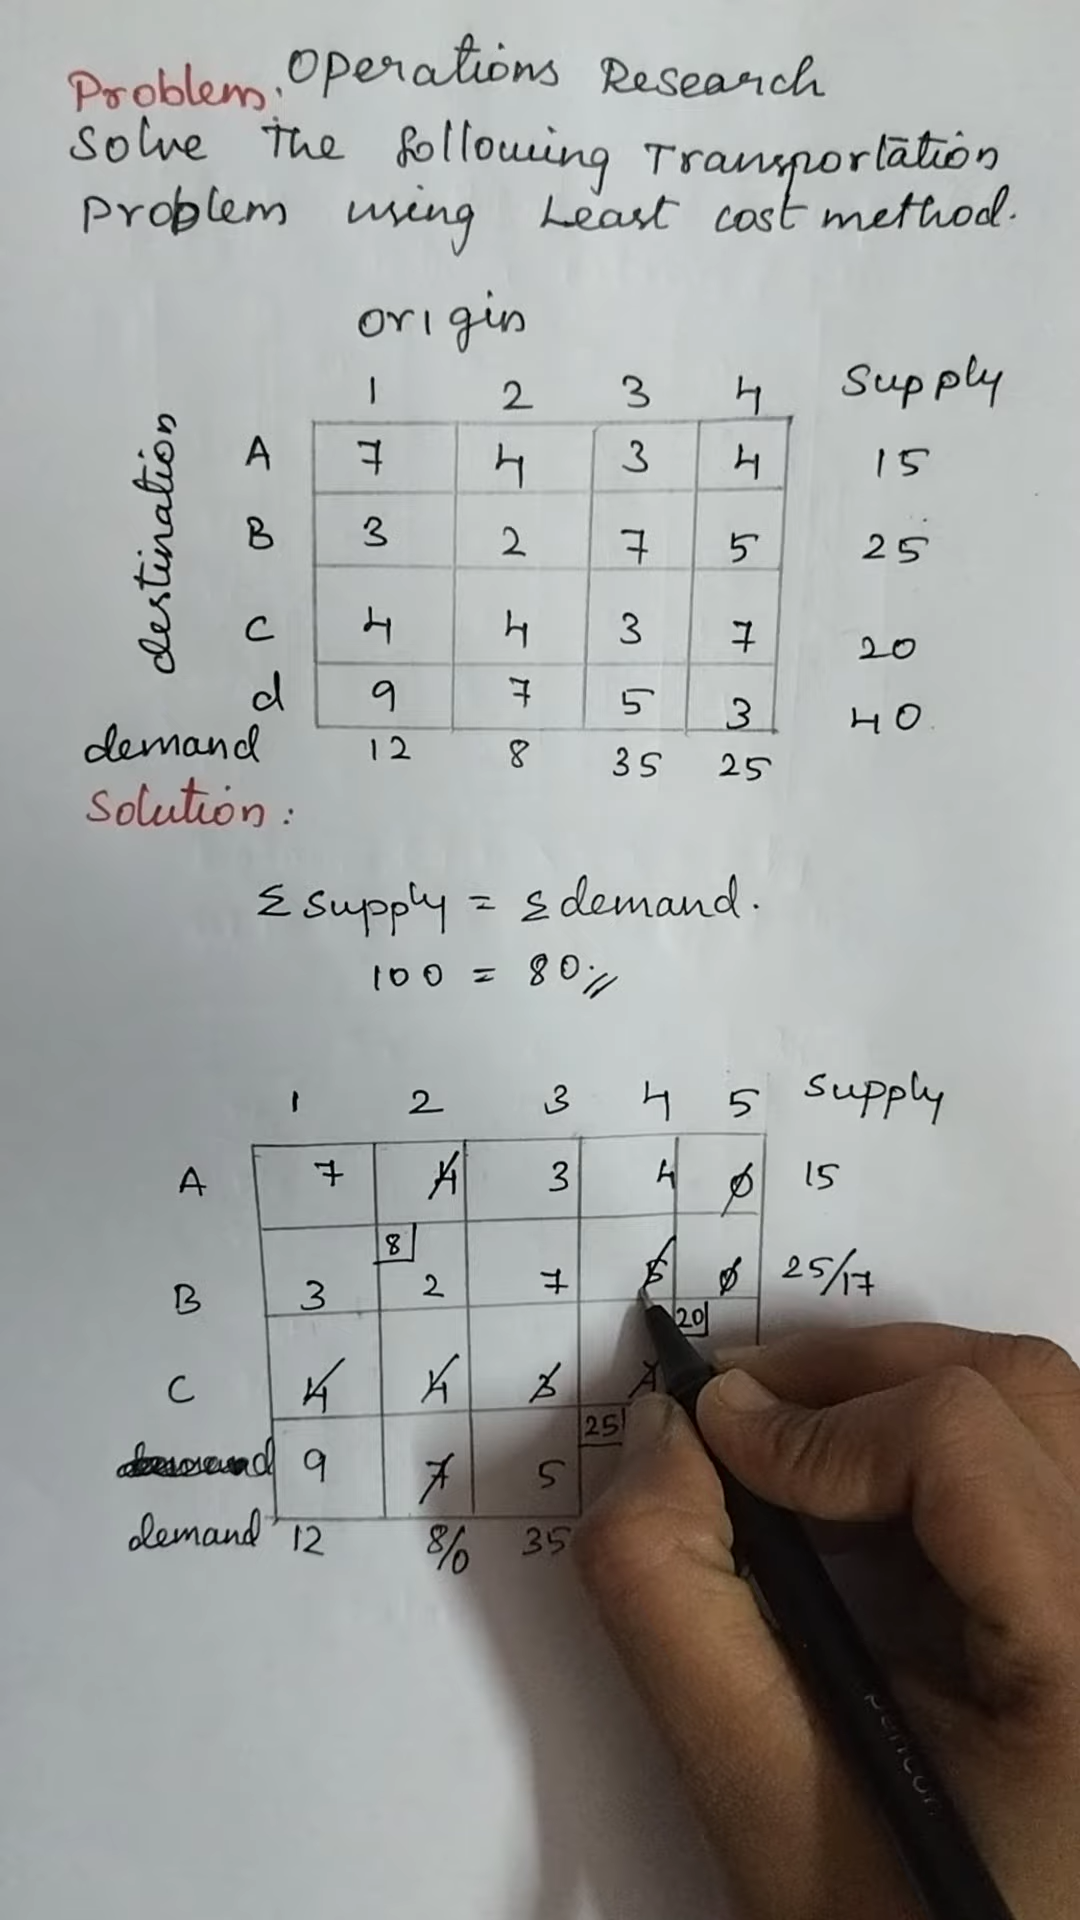 Problem. Operations Research
Solve The following Transportation
Problem using Least cost method.
origin
1 2 3 4 Supply
destination
A 7 4 3 4 15
B 3 2 7 5 25
C 4 4 3 7 20
d 9 7 5 3 40
demand 12 8 35 25
Solution:
Σ Supply = Σ demand.
100 = 80
1 2 3 4 5 Supply
A 7 4 3 4 0 15
8
B 3 2 7 5 0 25/17
20
C 4 4 3 7
25
9 7 5
demand 12 8/0 35